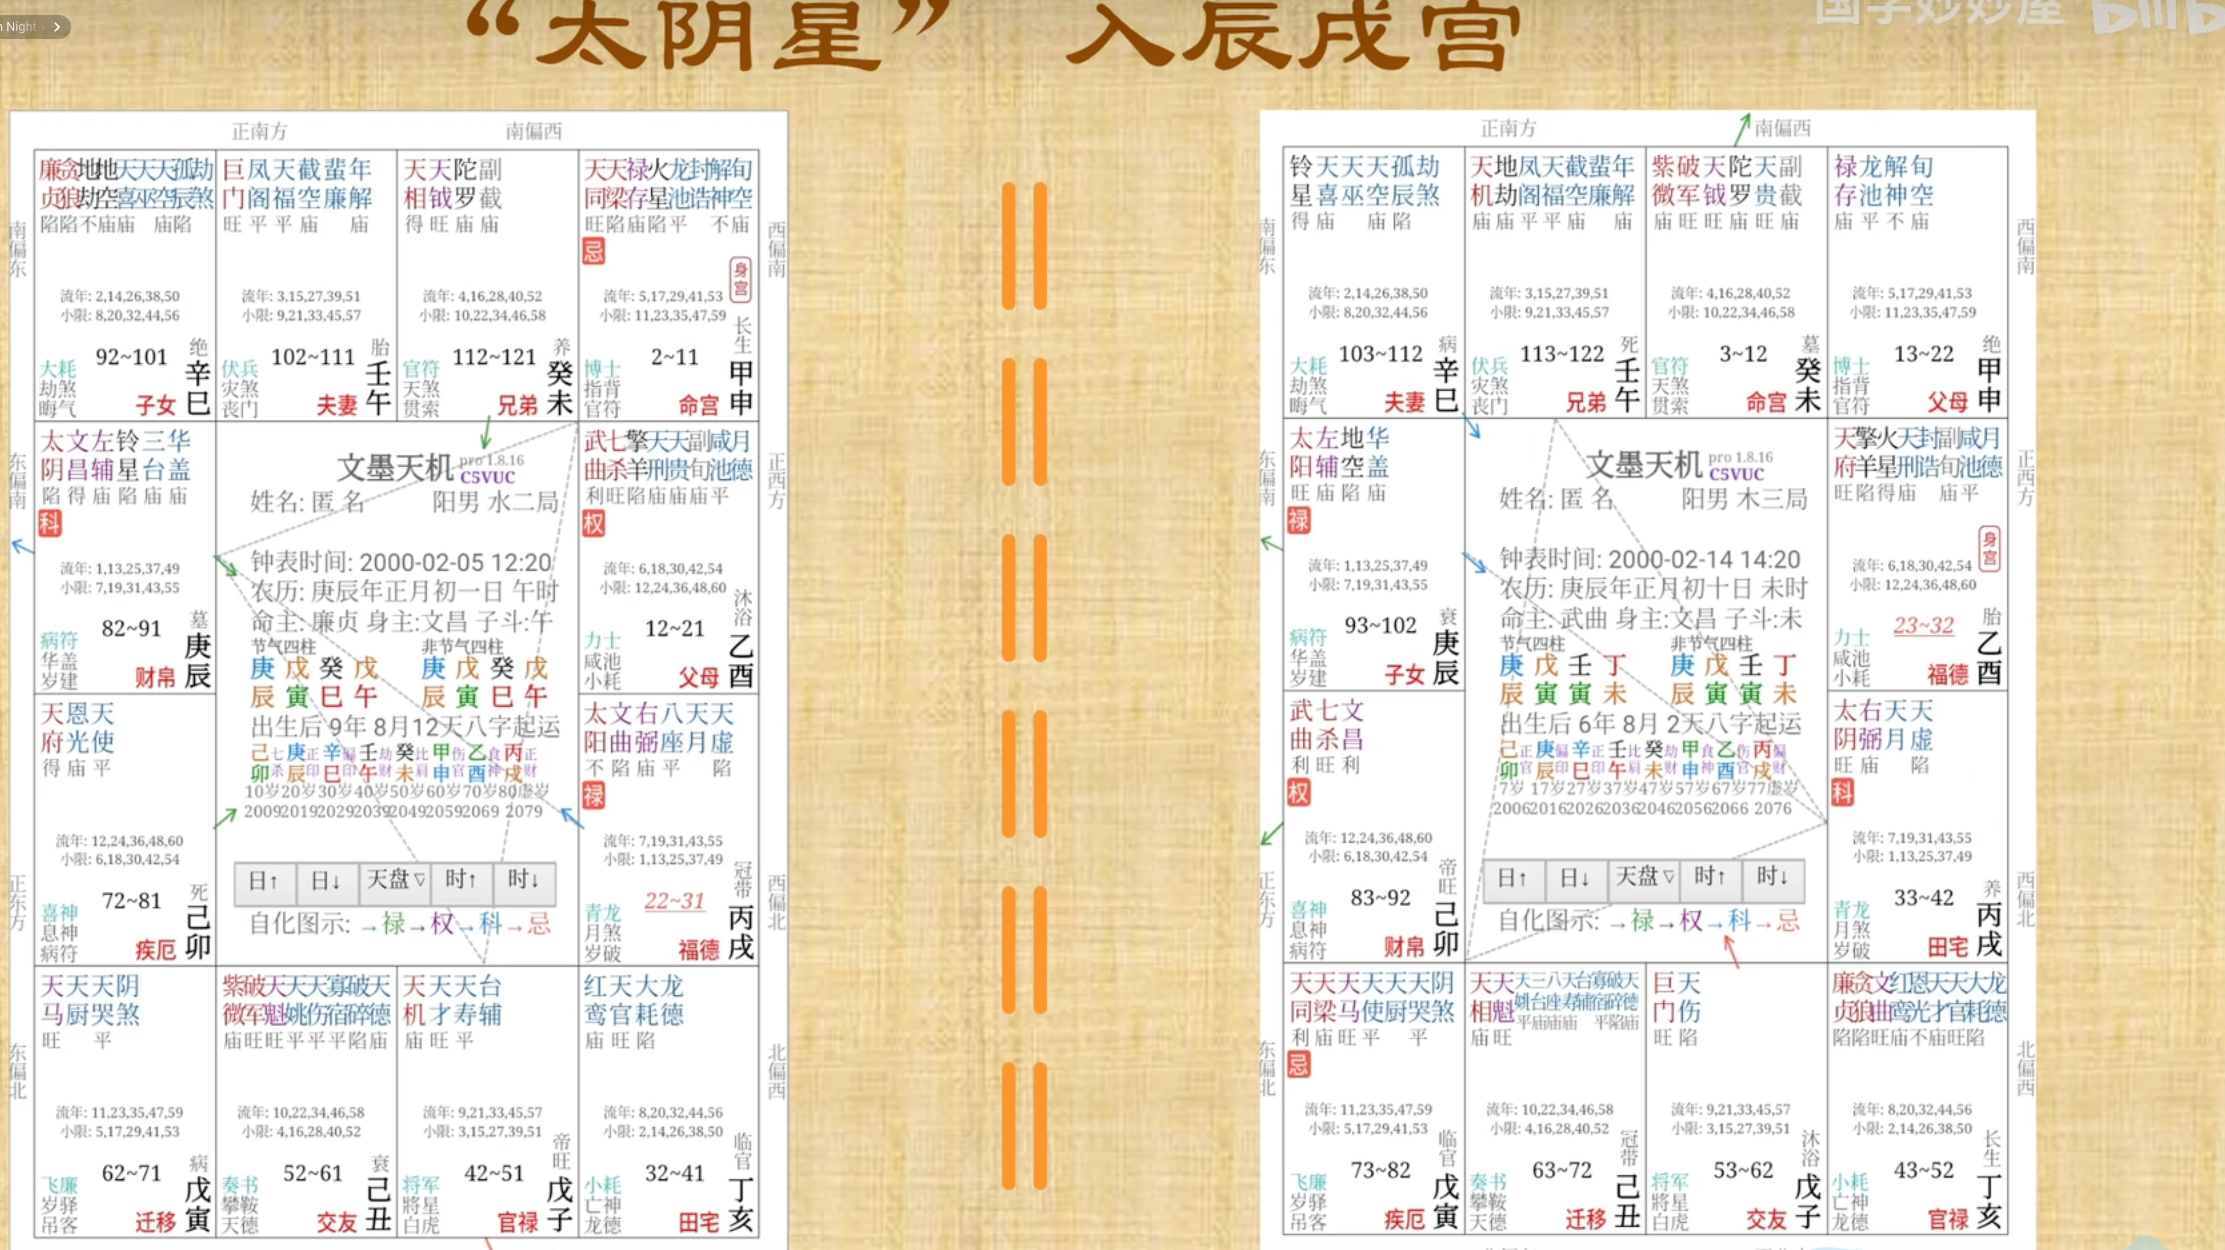 n Night
“太阴星” 入辰戌宫
国学妙妙屋 bilib
正南方 南偏西
南偏东
东偏南
正东方
东偏北
西偏南
正西方
西偏北
北偏西
廉贪地地天天天孤劫
贞狼劫空喜巫空辰煞
陷陷不庙庙 庙陷
流年: 2,14,26,38,50
小限: 8,20,32,44,56
大耗
劫煞
晦气
92~101
子女
绝
辛巳
巨凤天截蜚年
门阁福空廉解
旺平平庙 庙
流年: 3,15,27,39,51
小限: 9,21,33,45,57
伏兵
灾煞
丧门
102~111
夫妻
胎
壬午
天天陀副
相钺罗截
得旺庙庙
流年: 4,16,28,40,52
小限: 10,22,34,46,58
官符
天煞
贯索
112~121
兄弟
养
癸未
天天禄火龙封解旬
同梁存星池诰神空
旺陷庙陷平 不庙
忌
身宫
流年: 5,17,29,41,53
小限: 11,23,35,47,59
博士
指背
官符
2~11
命宫
长生
甲申
太文左铃三华
阴昌辅星台盖
陷得庙陷庙庙
科
流年: 1,13,25,37,49
小限: 7,19,31,43,55
病符
华盖
岁建
82~91
财帛
墓
庚辰
文墨天机 pro 1.8.16
C5VUC
姓名: 匿名 阳男 水二局
钟表时间: 2000-02-05 12:20
农历: 庚辰年正月初一日 午时
命主: 廉贞 身主:文昌 子斗:午
节气四柱 非节气四柱
庚戊癸戊 庚戊癸戊
辰寅巳午 辰寅巳午
出生后 9年 8月12天八字起运
己七庚正辛偏壬劫癸比甲伤乙食丙正
卯杀辰印巳印午财未肩申官酉神戌财
10岁20岁30岁40岁50岁60岁70岁80虚岁
20092019202920392049205920692079
日↑ 日↓ 天盘▽ 时↑ 时↓
自化图示: →禄→权→科→忌
武七擎天天副咸月
曲杀羊刑贵旬池德
利旺陷庙庙庙平
权
流年: 6,18,30,42,54
小限: 12,24,36,48,60
力士
咸池
小耗
12~21
父母
沐浴
乙酉
天恩天
府光使
得庙平
流年: 12,24,36,48,60
小限: 6,18,30,42,54
喜神
息神
病符
72~81
疾厄
死
己卯
太文右八天天
阳曲弼座月虚
不陷庙平 陷
禄
流年: 7,19,31,43,55
小限: 1,13,25,37,49
青龙
月煞
岁破
22~31
福德
冠带
丙戌
天天天阴
马厨哭煞
旺 平
流年: 11,23,35,47,59
小限: 5,17,29,41,53
飞廉
岁驿
吊客
62~71
迁移
病
戊寅
紫破天天天寡破天
微军魁姚伤宿碎德
庙旺旺平平平陷庙
流年: 10,22,34,46,58
小限: 4,16,28,40,52
奏书
攀鞍
天德
52~61
交友
衰
己丑
天天天台
机才寿辅
庙旺平
流年: 9,21,33,45,57
小限: 3,15,27,39,51
将军
將星
白虎
42~51
官禄
帝旺
戊子
红天大龙
鸾官耗德
庙旺陷
流年: 8,20,32,44,56
小限: 2,14,26,38,50
小耗
亡神
龙德
32~41
田宅
临官
丁亥
正南方 南偏西
南偏东
东偏南
正东方
东偏北
西偏南
正西方
西偏北
北偏西
铃天天天孤劫
星喜巫空辰煞
得庙 庙陷
流年: 2,14,26,38,50
小限: 8,20,32,44,56
大耗
劫煞
晦气
103~112
夫妻
病
辛巳
天地凤天截蜚年
机劫阁福空廉解
庙庙平平庙 庙
流年: 3,15,27,39,51
小限: 9,21,33,45,57
伏兵
灾煞
丧门
113~122
兄弟
死
壬午
紫破天陀天副
微军钺罗贵截
庙旺旺庙旺庙
流年: 4,16,28,40,52
小限: 10,22,34,46,58
官符
天煞
贯索
3~12
命宫
墓
癸未
禄龙解旬
存池神空
庙平不庙
流年: 5,17,29,41,53
小限: 11,23,35,47,59
博士
指背
官符
13~22
父母
绝
甲申
太左地华
阳辅空盖
旺庙陷庙
禄
流年: 1,13,25,37,49
小限: 7,19,31,43,55
病符
华盖
岁建
93~102
子女
衰
庚辰
文墨天机 pro 1.8.16
C5VUC
姓名: 匿名 阳男 木三局
钟表时间: 2000-02-14 14:20
农历: 庚辰年正月初十日 未时
命主: 武曲 身主:文昌 子斗:未
节气四柱 非节气四柱
庚戊壬丁 庚戊壬丁
辰寅寅未 辰寅寅未
出生后 6年 8月 2天八字起运
己正庚偏辛正壬比癸劫甲食乙伤丙偏
卯官辰印巳印午肩未财申神酉官戌财
7岁 17岁27岁37岁47岁57岁67岁77虚岁
2006201620262036204620562066 2076
日↑ 日↓ 天盘▽ 时↑ 时↓
自化图示: →禄→权→科→忌
天擎火天封副咸月
府羊星刑诰旬池德
旺陷得庙 庙平
身宫
流年: 6,18,30,42,54
小限: 12,24,36,48,60
力士
咸池
小耗
23~32
福德
胎
乙酉
武七文
曲杀昌
利旺利
权
流年: 12,24,36,48,60
小限: 6,18,30,42,54
喜神
息神
病符
83~92
财帛
帝旺
己卯
太右天天
阴弼月虚
旺庙 陷
科
流年: 7,19,31,43,55
小限: 1,13,25,37,49
青龙
月煞
岁破
33~42
田宅
养
丙戌
天天天天天天阴
同梁马使厨哭煞
利庙旺平 平
忌
流年: 11,23,35,47,59
小限: 5,17,29,41,53
飞廉
岁驿
吊客
73~82
疾厄
临官
戊寅
天天天三八天台寡破天
相魁姚台座寿辅宿碎德
庙旺平庙庙庙 平陷庙
流年: 10,22,34,46,58
小限: 4,16,28,40,52
奏书
攀鞍
天德
63~72
迁移
冠带
己丑
巨天
门伤
旺陷
流年: 9,21,33,45,57
小限: 3,15,27,39,51
将军
將星
白虎
53~62
交友
沐浴
戊子
廉贪文红恩天天大龙
贞狼曲鸾光才官耗德
陷陷旺庙不庙旺陷
流年: 8,20,32,44,56
小限: 2,14,26,38,50
小耗
亡神
龙德
43~52
官禄
长生
丁亥